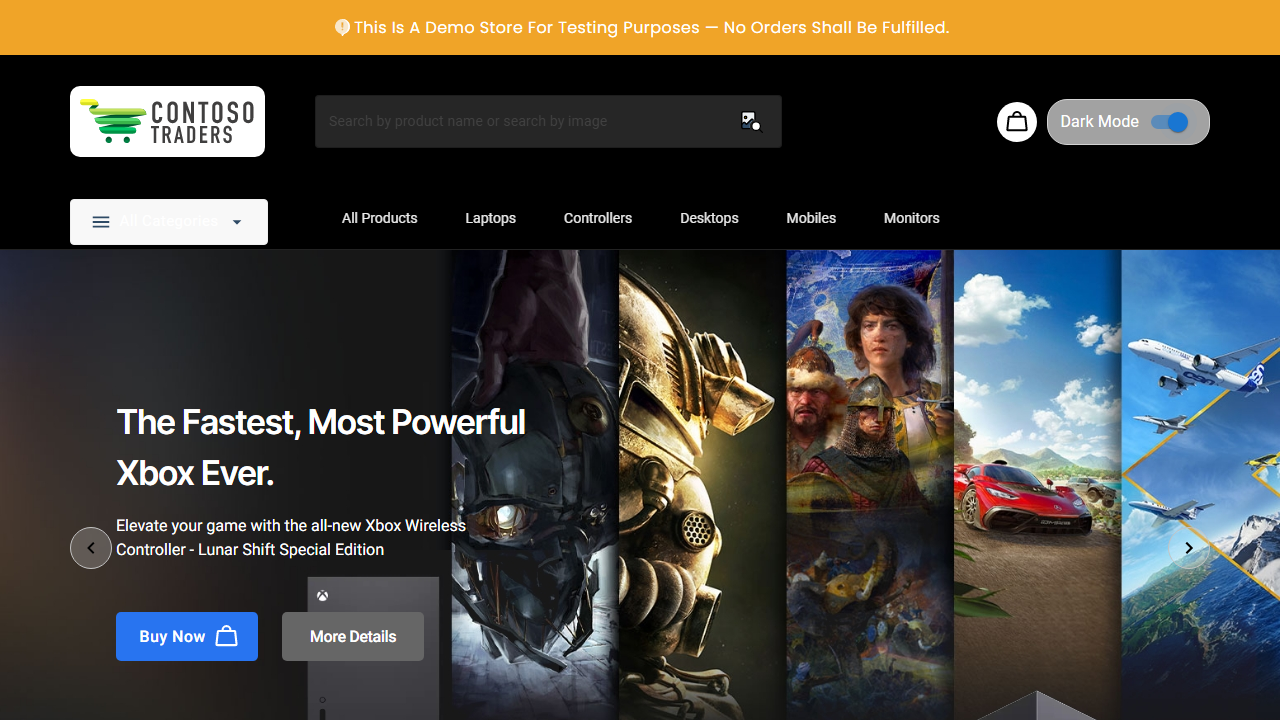 This Is A Demo Store For Testing Purposes — No Orders Shall Be Fulfilled.
CONTOSO
TRADERS
Search by product name or search by image
Dark Mode
All Categories
All Products
Laptops
Controllers
Desktops
Mobiles
Monitors
The Fastest, Most Powerful
Xbox Ever.
Elevate your game with the all-new Xbox Wireless
Controller - Lunar Shift Special Edition
Buy Now
More Details